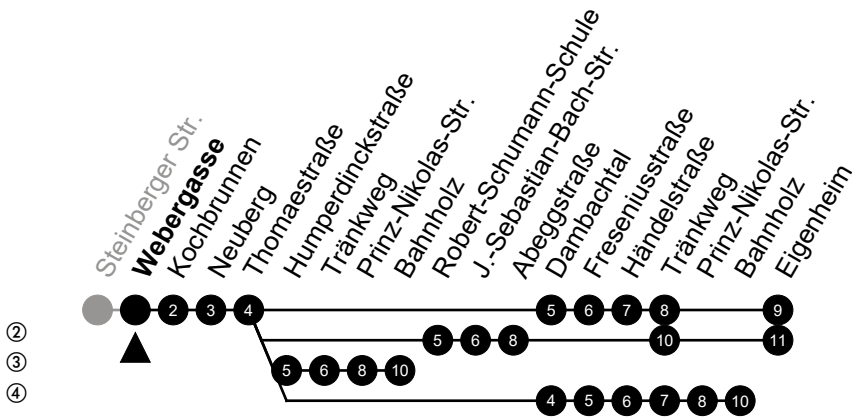 Steinberger Str.
Webergasse
Kochbrunnen
Neuberg
Thomaestraße
Humperdinckstraße
Tränkweg
Prinz-Nikolas-Str.
Bahnholz
Robert-Schumann-Schule
J.-Sebastian-Bach-Str.
Abeggstraße
Dambachtal
Freseniusstraße
Händelstraße
Tränkweg
Prinz-Nikolas-Str.
Bahnholz
Eigenheim
2 3 4 5 6 7 8 9
② 5 6 8 10 11
③ 5 6 8 10
④ 4 5 6 7 8 10